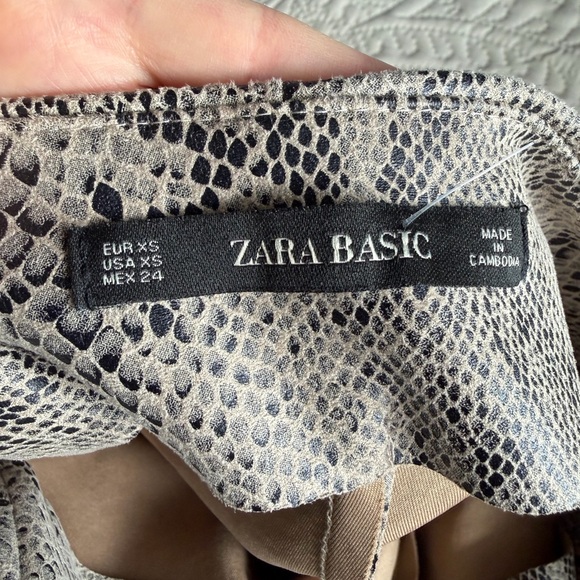 EUR XS
USA XS
MEX 24
ZARA BASIC
MADE
IN
CAMBODIA